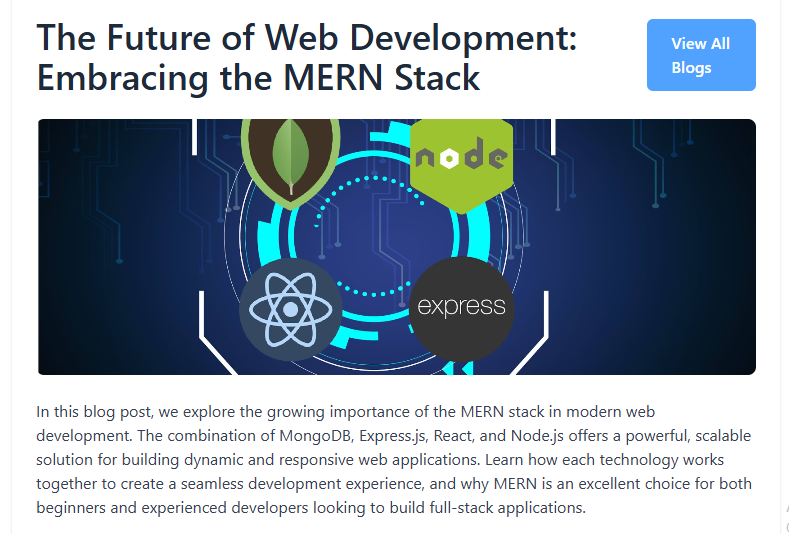 The Future of Web Development:
Embracing the MERN Stack
View All
Blogs
node
express
In this blog post, we explore the growing importance of the MERN stack in modern web
development. The combination of MongoDB, Express.js, React, and Node.js offers a powerful, scalable
solution for building dynamic and responsive web applications. Learn how each technology works
together to create a seamless development experience, and why MERN is an excellent choice for both
beginners and experienced developers looking to build full-stack applications.